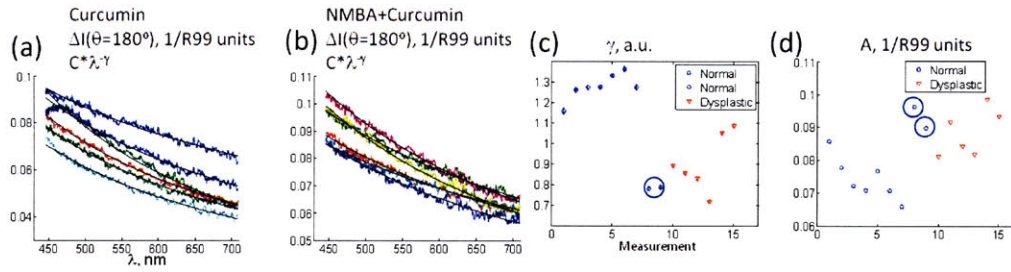 Curcumin
(a) ΔI(θ=180º), 1/R99 units
C*λ^-γ
0.1
0.08
0.06
0.04
450 500 550 600 650 700
λ, nm
NMBA+Curcumin
(b) ΔI(θ=180º), 1/R99 units
C*λ^-γ
0.11
0.1
0.09
0.08
0.07
0.06
0.05
450 500 550 600 650 700
(c) γ, a.u.
Normal
Normal
Dysplastic
1.3
1.2
1.1
1
0.9
0.8
0.7
0 5 10 15
Measurement
(d) A, 1/R99 units
Normal
Dysplastic
0.1
0.09
0.08
0.07
0.06
0 5 10 15